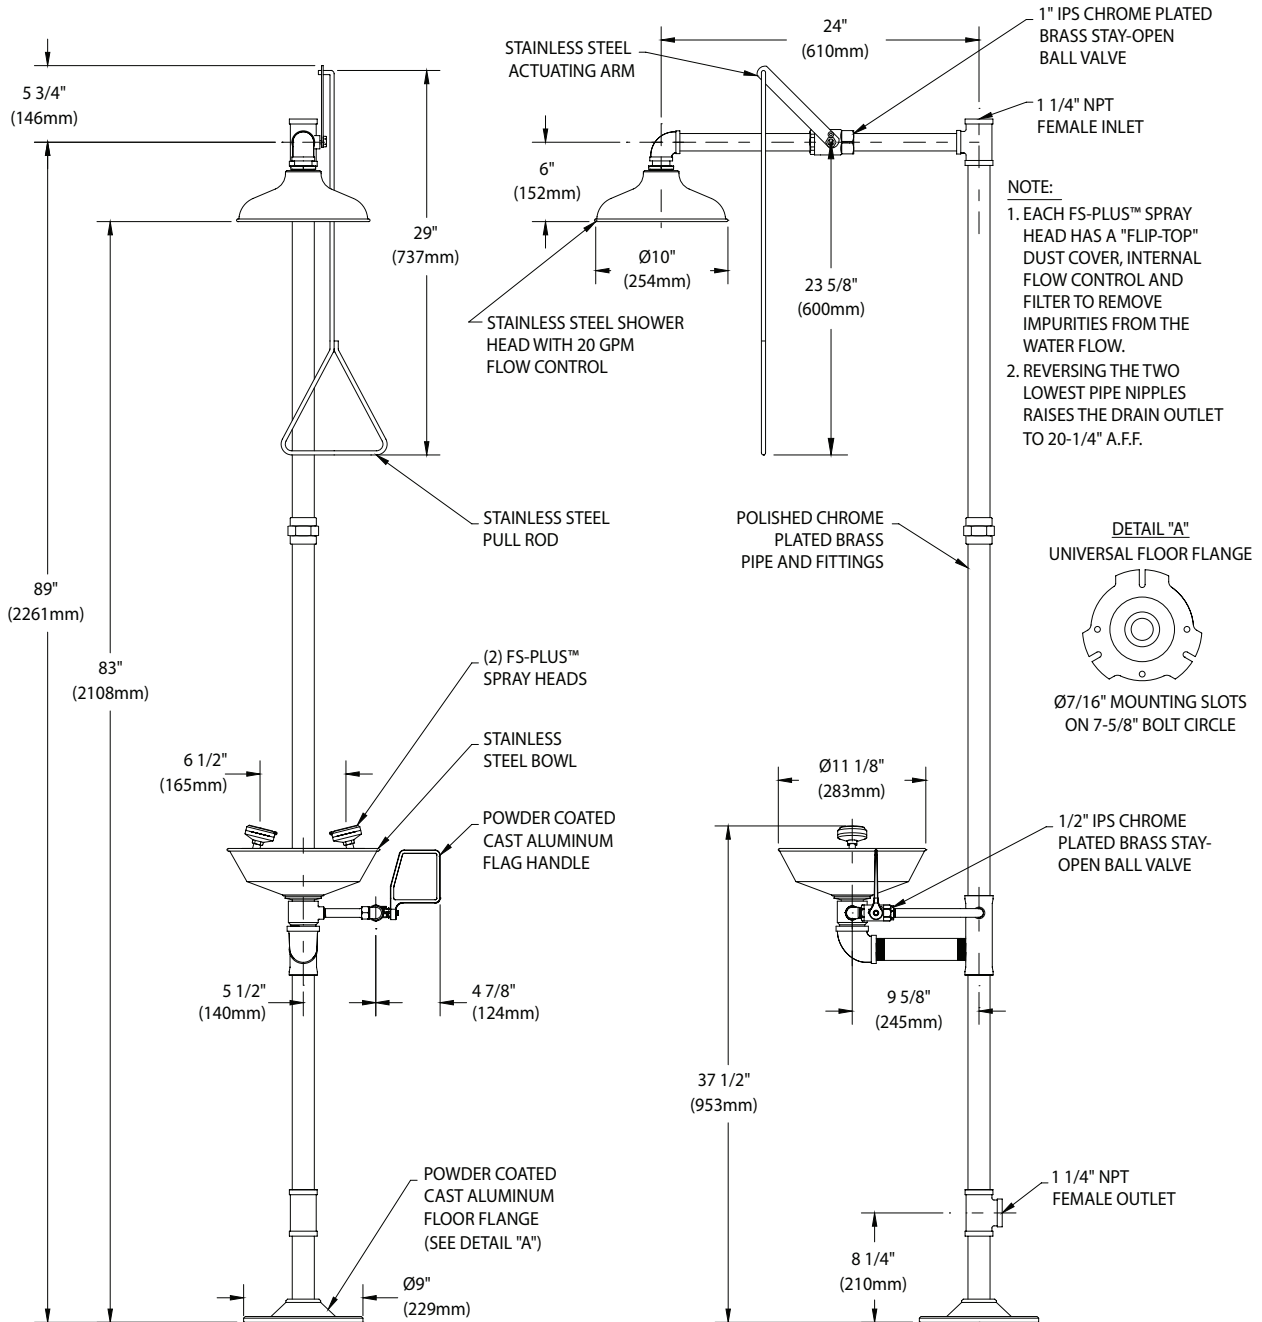 5 3/4"
(146mm)
29"
(737mm)
89"
(2261mm)
83"
(2108mm)
STAINLESS STEEL
PULL ROD
(2) FS-PLUS™
SPRAY HEADS
6 1/2"
(165mm)
STAINLESS
STEEL BOWL
POWDER COATED
CAST ALUMINUM
FLAG HANDLE
5 1/2"
(140mm)
4 7/8"
(124mm)
POWDER COATED
CAST ALUMINUM
FLOOR FLANGE
(SEE DETAIL "A")
Ø9"
(229mm)
STAINLESS STEEL
ACTUATING ARM
24"
(610mm)
1" IPS CHROME PLATED
BRASS STAY-OPEN
BALL VALVE
1 1/4" NPT
FEMALE INLET
6"
(152mm)
Ø10"
(254mm)
23 5/8"
(600mm)
STAINLESS STEEL SHOWER
HEAD WITH 20 GPM
FLOW CONTROL
NOTE:
1. EACH FS-PLUS™ SPRAY
HEAD HAS A "FLIP-TOP"
DUST COVER, INTERNAL
FLOW CONTROL AND
FILTER TO REMOVE
IMPURITIES FROM THE
WATER FLOW.
2. REVERSING THE TWO
LOWEST PIPE NIPPLES
RAISES THE DRAIN OUTLET
TO 20-1/4" A.F.F.
POLISHED CHROME
PLATED BRASS
PIPE AND FITTINGS
DETAIL "A"
UNIVERSAL FLOOR FLANGE
Ø7/16" MOUNTING SLOTS
ON 7-5/8" BOLT CIRCLE
Ø11 1/8"
(283mm)
1/2" IPS CHROME
PLATED BRASS STAY-
OPEN BALL VALVE
9 5/8"
(245mm)
37 1/2"
(953mm)
1 1/4" NPT
FEMALE OUTLET
8 1/4"
(210mm)